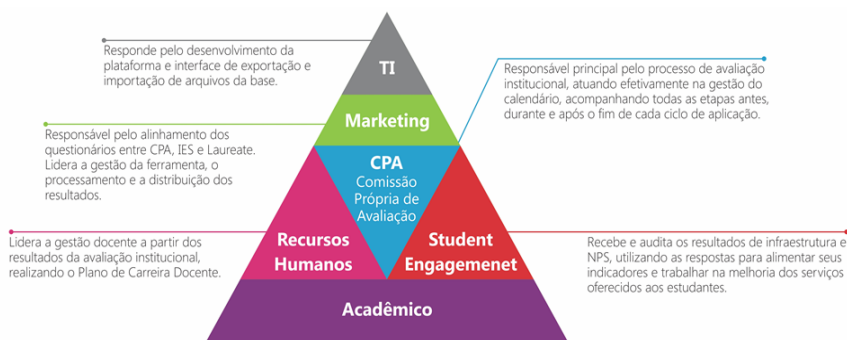 Responde pelo desenvolvimento da
plataforma e interface de exportação e
importação de arquivos da base.
TI
Responsável principal pelo processo de avaliação
institucional, atuando efetivamente na gestão do
calendário, acompanhando todas as etapas antes,
durante e após o fim de cada ciclo de aplicação.
Marketing
Responsável pelo alinhamento dos
questionários entre CPA, IES e Laureate.
Lidera a gestão da ferramenta, o
processamento e a distribuição dos
resultados.
CPA
Comissão
Própria de
Avaliação
Lidera a gestão docente a partir dos
resultados da avaliação institucional,
realizando o Plano de Carreira Docente.
Recursos
Humanos
Student
Engagemenet
Recebe e audita os resultados de infraestrutura e
NPS, utilizando as respostas para alimentar seus
indicadores e trabalhar na melhoria dos serviços
oferecidos aos estudantes.
Acadêmico